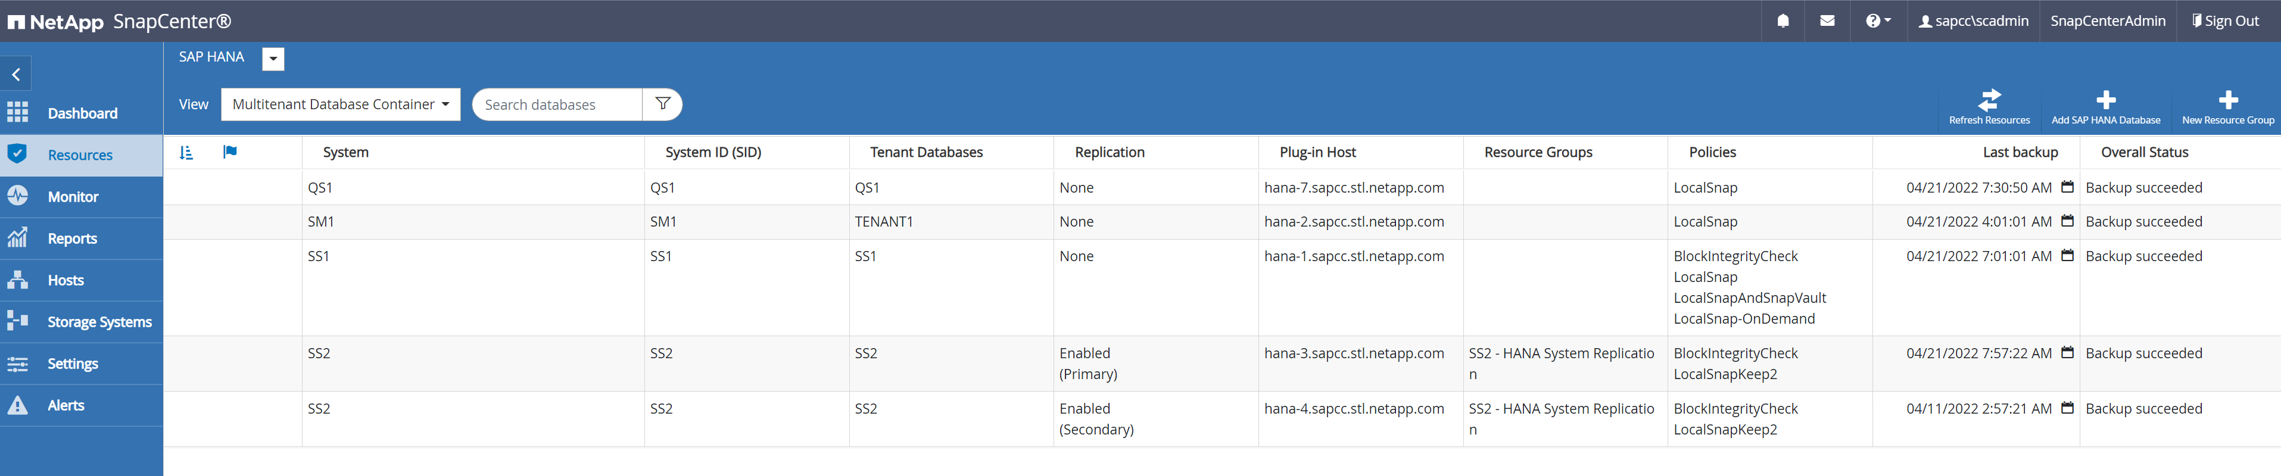 NetApp SnapCenter®
sapcc\scadmin SnapCenterAdmin Sign Out
SAP HANA
View Multitenant Database Container Search databases
Refresh Resources Add SAP HANA Database New Resource Group
Dashboard
Resources
Monitor
Reports
Hosts
Storage Systems
Settings
Alerts
System System ID (SID) Tenant Databases Replication Plug-in Host Resource Groups Policies Last backup Overall Status
QS1 QS1 QS1 None hana-7.sapcc.stl.netapp.com LocalSnap 04/21/2022 7:30:50 AM Backup succeeded
SM1 SM1 TENANT1 None hana-2.sapcc.stl.netapp.com LocalSnap 04/21/2022 4:01:01 AM Backup succeeded
SS1 SS1 SS1 None hana-1.sapcc.stl.netapp.com BlockIntegrityCheck 04/21/2022 7:01:01 AM Backup succeeded
LocalSnap
LocalSnapAndSnapVault
LocalSnap-OnDemand
SS2 SS2 SS2 Enabled hana-3.sapcc.stl.netapp.com SS2 - HANA System Replicatio BlockIntegrityCheck 04/21/2022 7:57:22 AM Backup succeeded
(Primary) n LocalSnapKeep2
SS2 SS2 SS2 Enabled hana-4.sapcc.stl.netapp.com SS2 - HANA System Replicatio BlockIntegrityCheck 04/11/2022 2:57:21 AM Backup succeeded
(Secondary) n LocalSnapKeep2